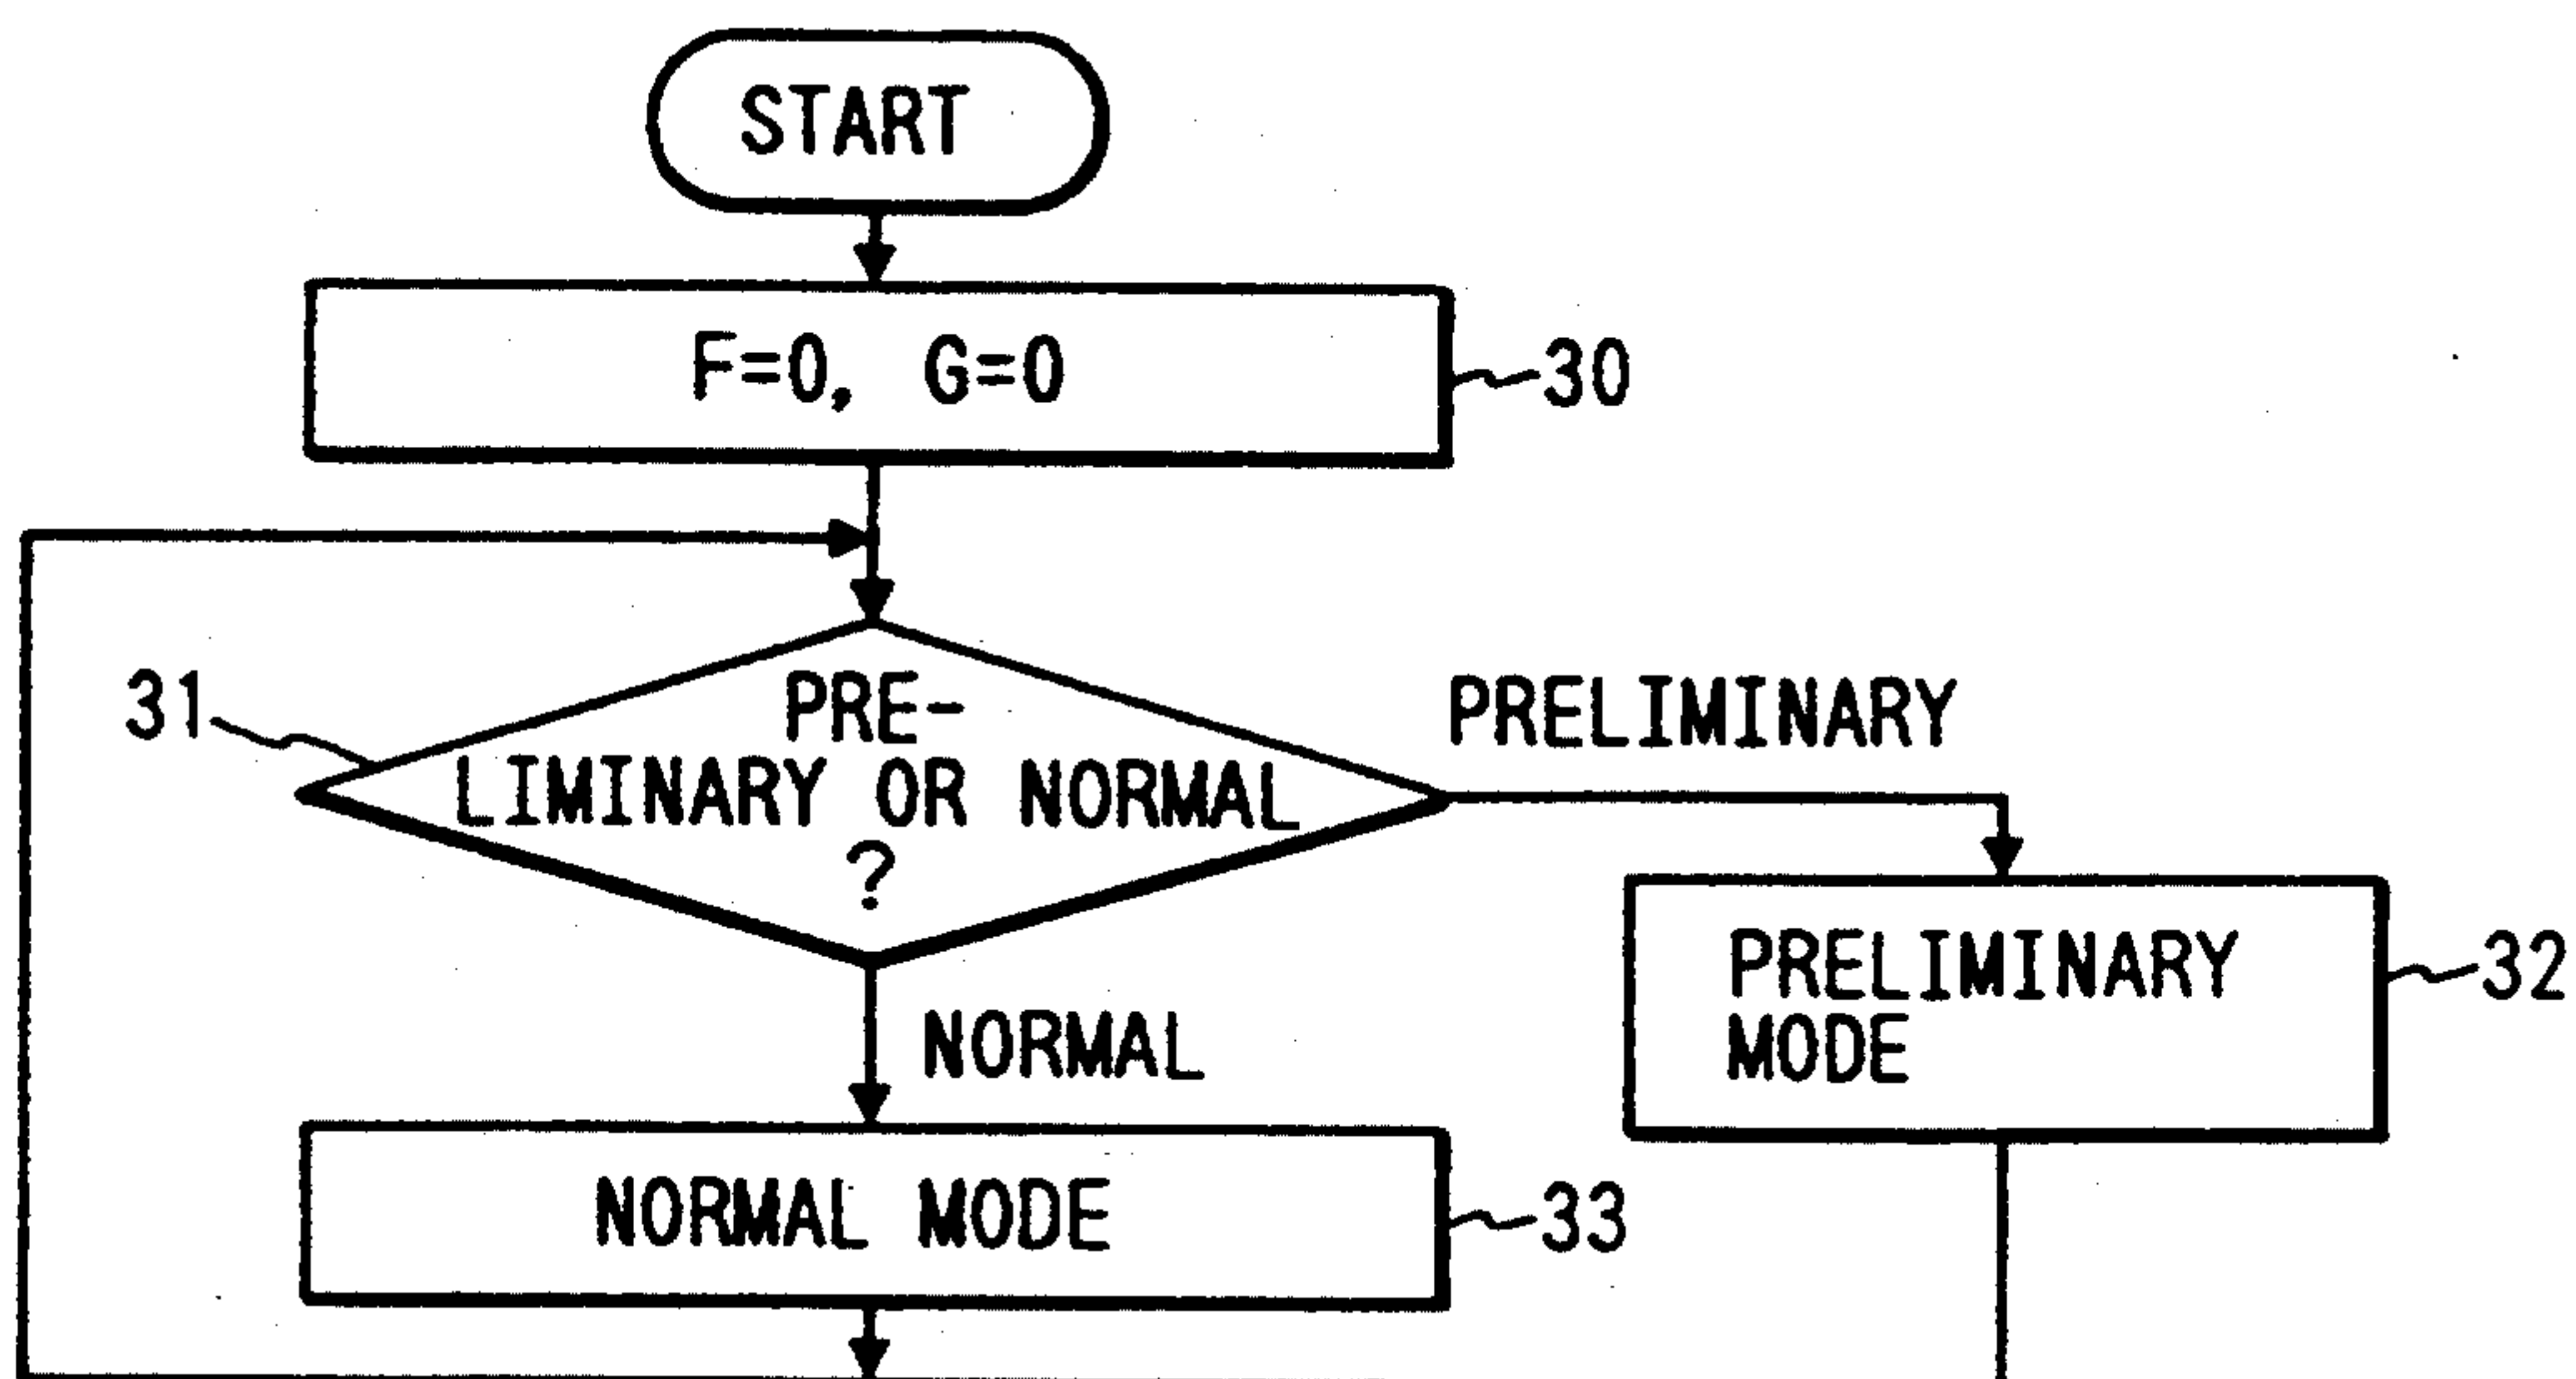 START
F=0, G=0
30
31
PRE-
LIMINARY OR NORMAL
?
PRELIMINARY
PRELIMINARY
MODE
32
NORMAL
NORMAL MODE
33